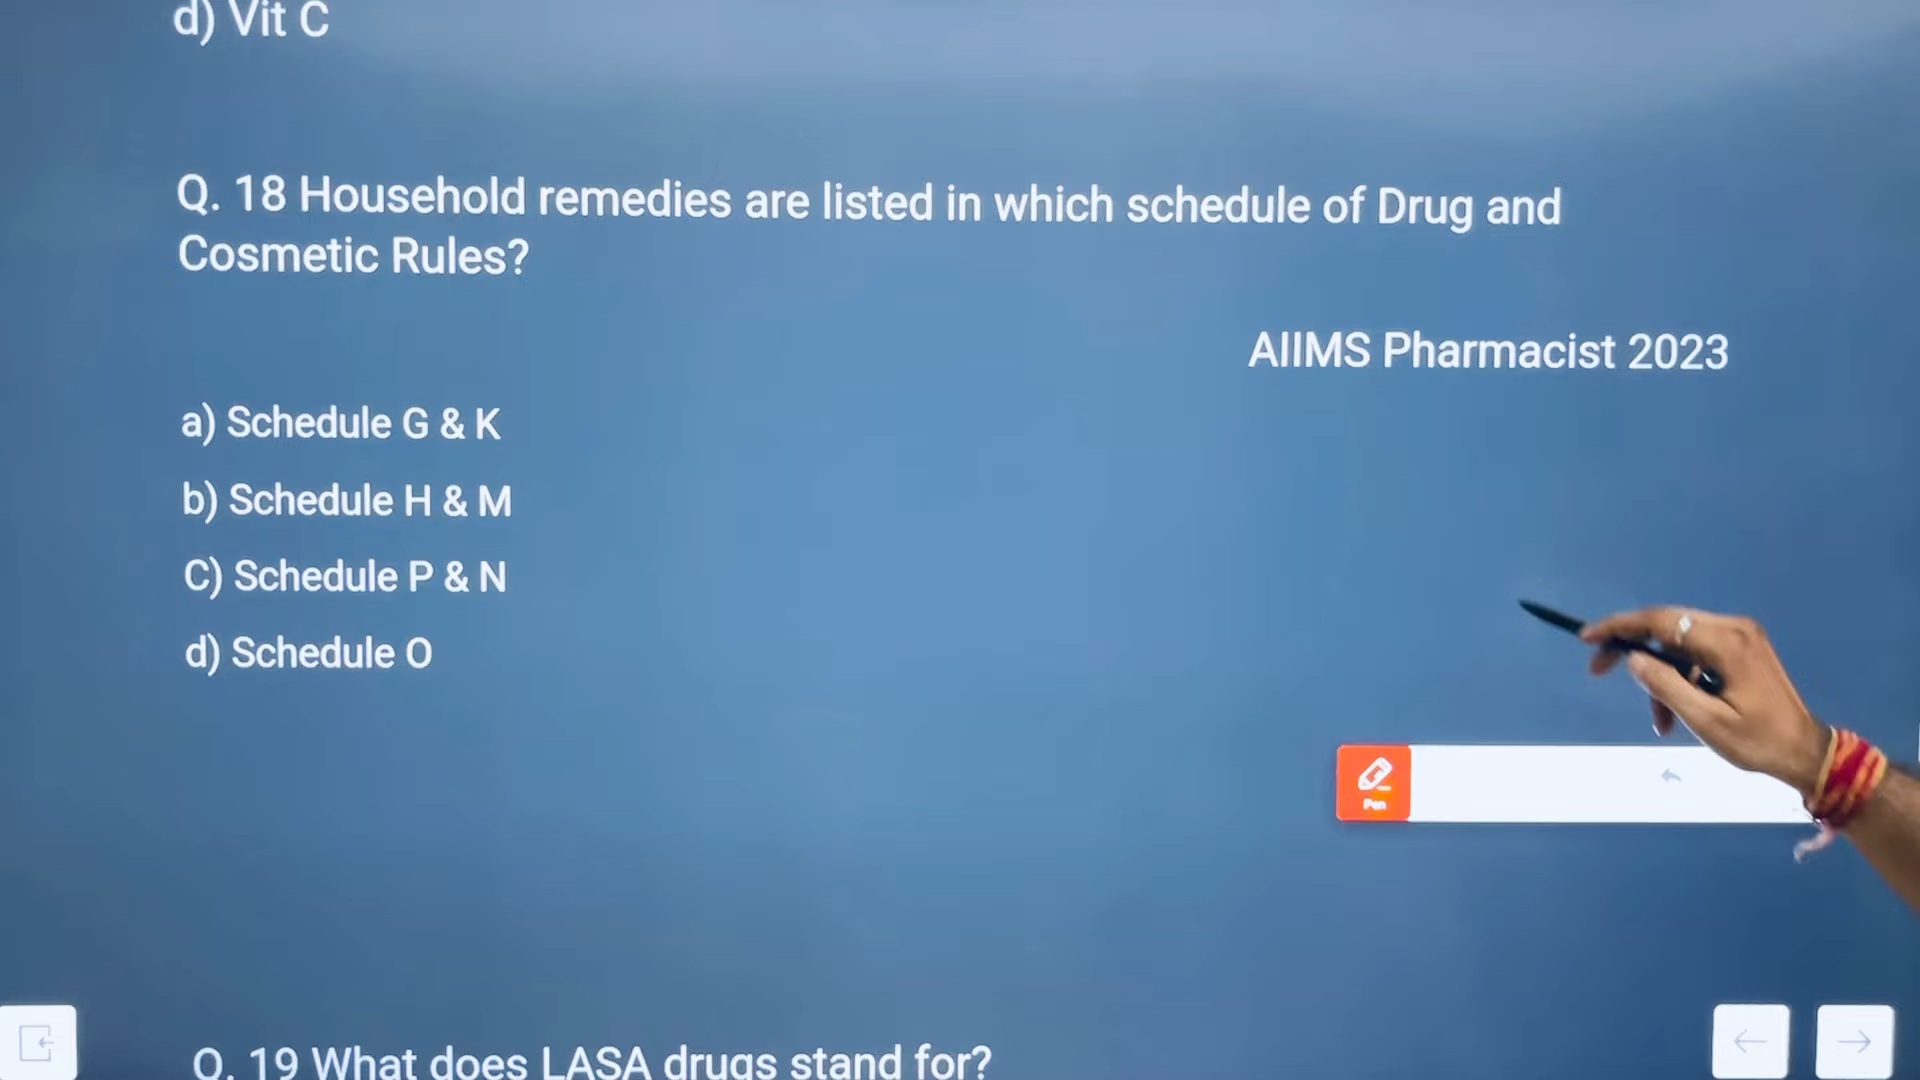 d) Vit C
Q. 18 Household remedies are listed in which schedule of Drug and
Cosmetic Rules?
AIIMS Pharmacist 2023
a) Schedule G & K
b) Schedule H & M
C) Schedule P & N
d) Schedule O
Pen
Q. 19 What does LASA drugs stand for?